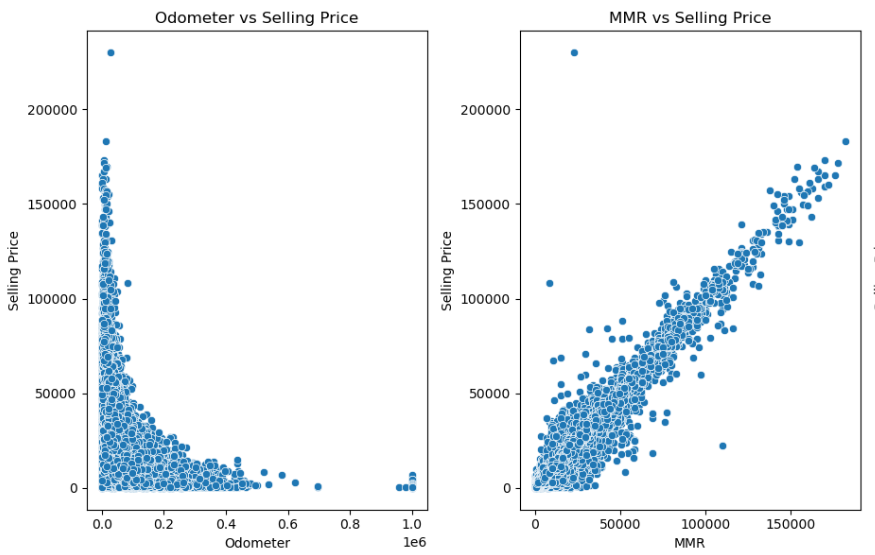 Odometer vs Selling Price
Selling Price
200000
150000
100000
50000
0
0.0 0.2 0.4 0.6 0.8 1.0
1e6
Odometer
MMR vs Selling Price
Selling Price
200000
150000
100000
50000
0
0 50000 100000 150000
MMR